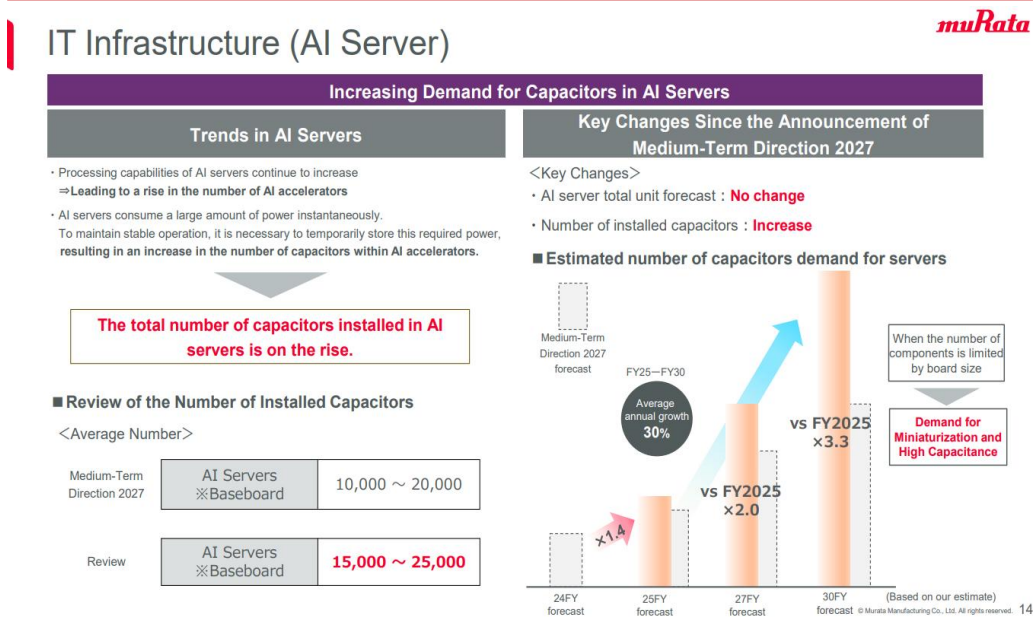 muRata
IT Infrastructure (AI Server)
Increasing Demand for Capacitors in AI Servers
Trends in AI Servers
・Processing capabilities of AI servers continue to increase
⇒Leading to a rise in the number of AI accelerators
・AI servers consume a large amount of power instantaneously.
To maintain stable operation, it is necessary to temporarily store this required power,
resulting in an increase in the number of capacitors within AI accelerators.
The total number of capacitors installed in AI
servers is on the rise.
■Review of the Number of Installed Capacitors
<Average Number>
Medium-Term
Direction 2027
AI Servers
※Baseboard
10,000 ～ 20,000
Review
AI Servers
※Baseboard
15,000 ～ 25,000
Key Changes Since the Announcement of
Medium-Term Direction 2027
<Key Changes>
・AI server total unit forecast：No change
・Number of installed capacitors：Increase
■Estimated number of capacitors demand for servers
Medium-Term
Direction 2027
forecast
FY25－FY30
Average
annual growth
30%
×1.4
vs FY2025
×2.0
vs FY2025
×3.3
When the number of
components is limited
by board size
Demand for
Miniaturization and
High Capacitance
24FY
forecast
25FY
forecast
27FY
forecast
30FY
forecast
(Based on our estimate)
© Murata Manufacturing Co., Ltd. All rights reserved.
14